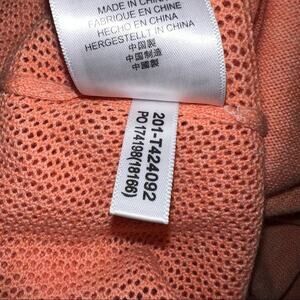 MADE IN CHINA
FABRIQUE EN CHINE
HECHO EN CHINA
HERGESTELLT IN CHINA
中国製
中国制造
中國製
201-T424092
PO 174198(18166)